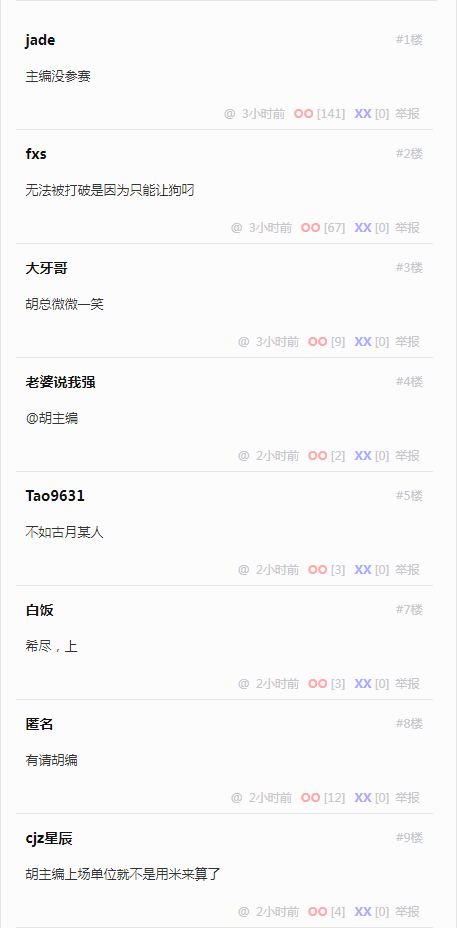 jade #1楼
主编没参赛
@ 3小时前 OO [141] XX [0] 举报
fxs #2楼
无法被打破是因为只能让狗叼
@ 3小时前 OO [67] XX [0] 举报
大牙哥 #3楼
胡总微微一笑
@ 3小时前 OO [9] XX [0] 举报
老婆说我强 #4楼
@胡主编
@ 2小时前 OO [2] XX [0] 举报
Tao9631 #5楼
不如古月某人
@ 2小时前 OO [3] XX [0] 举报
白饭 #7楼
希尽，上
@ 2小时前 OO [3] XX [0] 举报
匿名 #8楼
有请胡编
@ 2小时前 OO [12] XX [0] 举报
cjz星辰 #9楼
胡主编上场单位就不是用米来算了
@ 2小时前 OO [4] XX [0] 举报